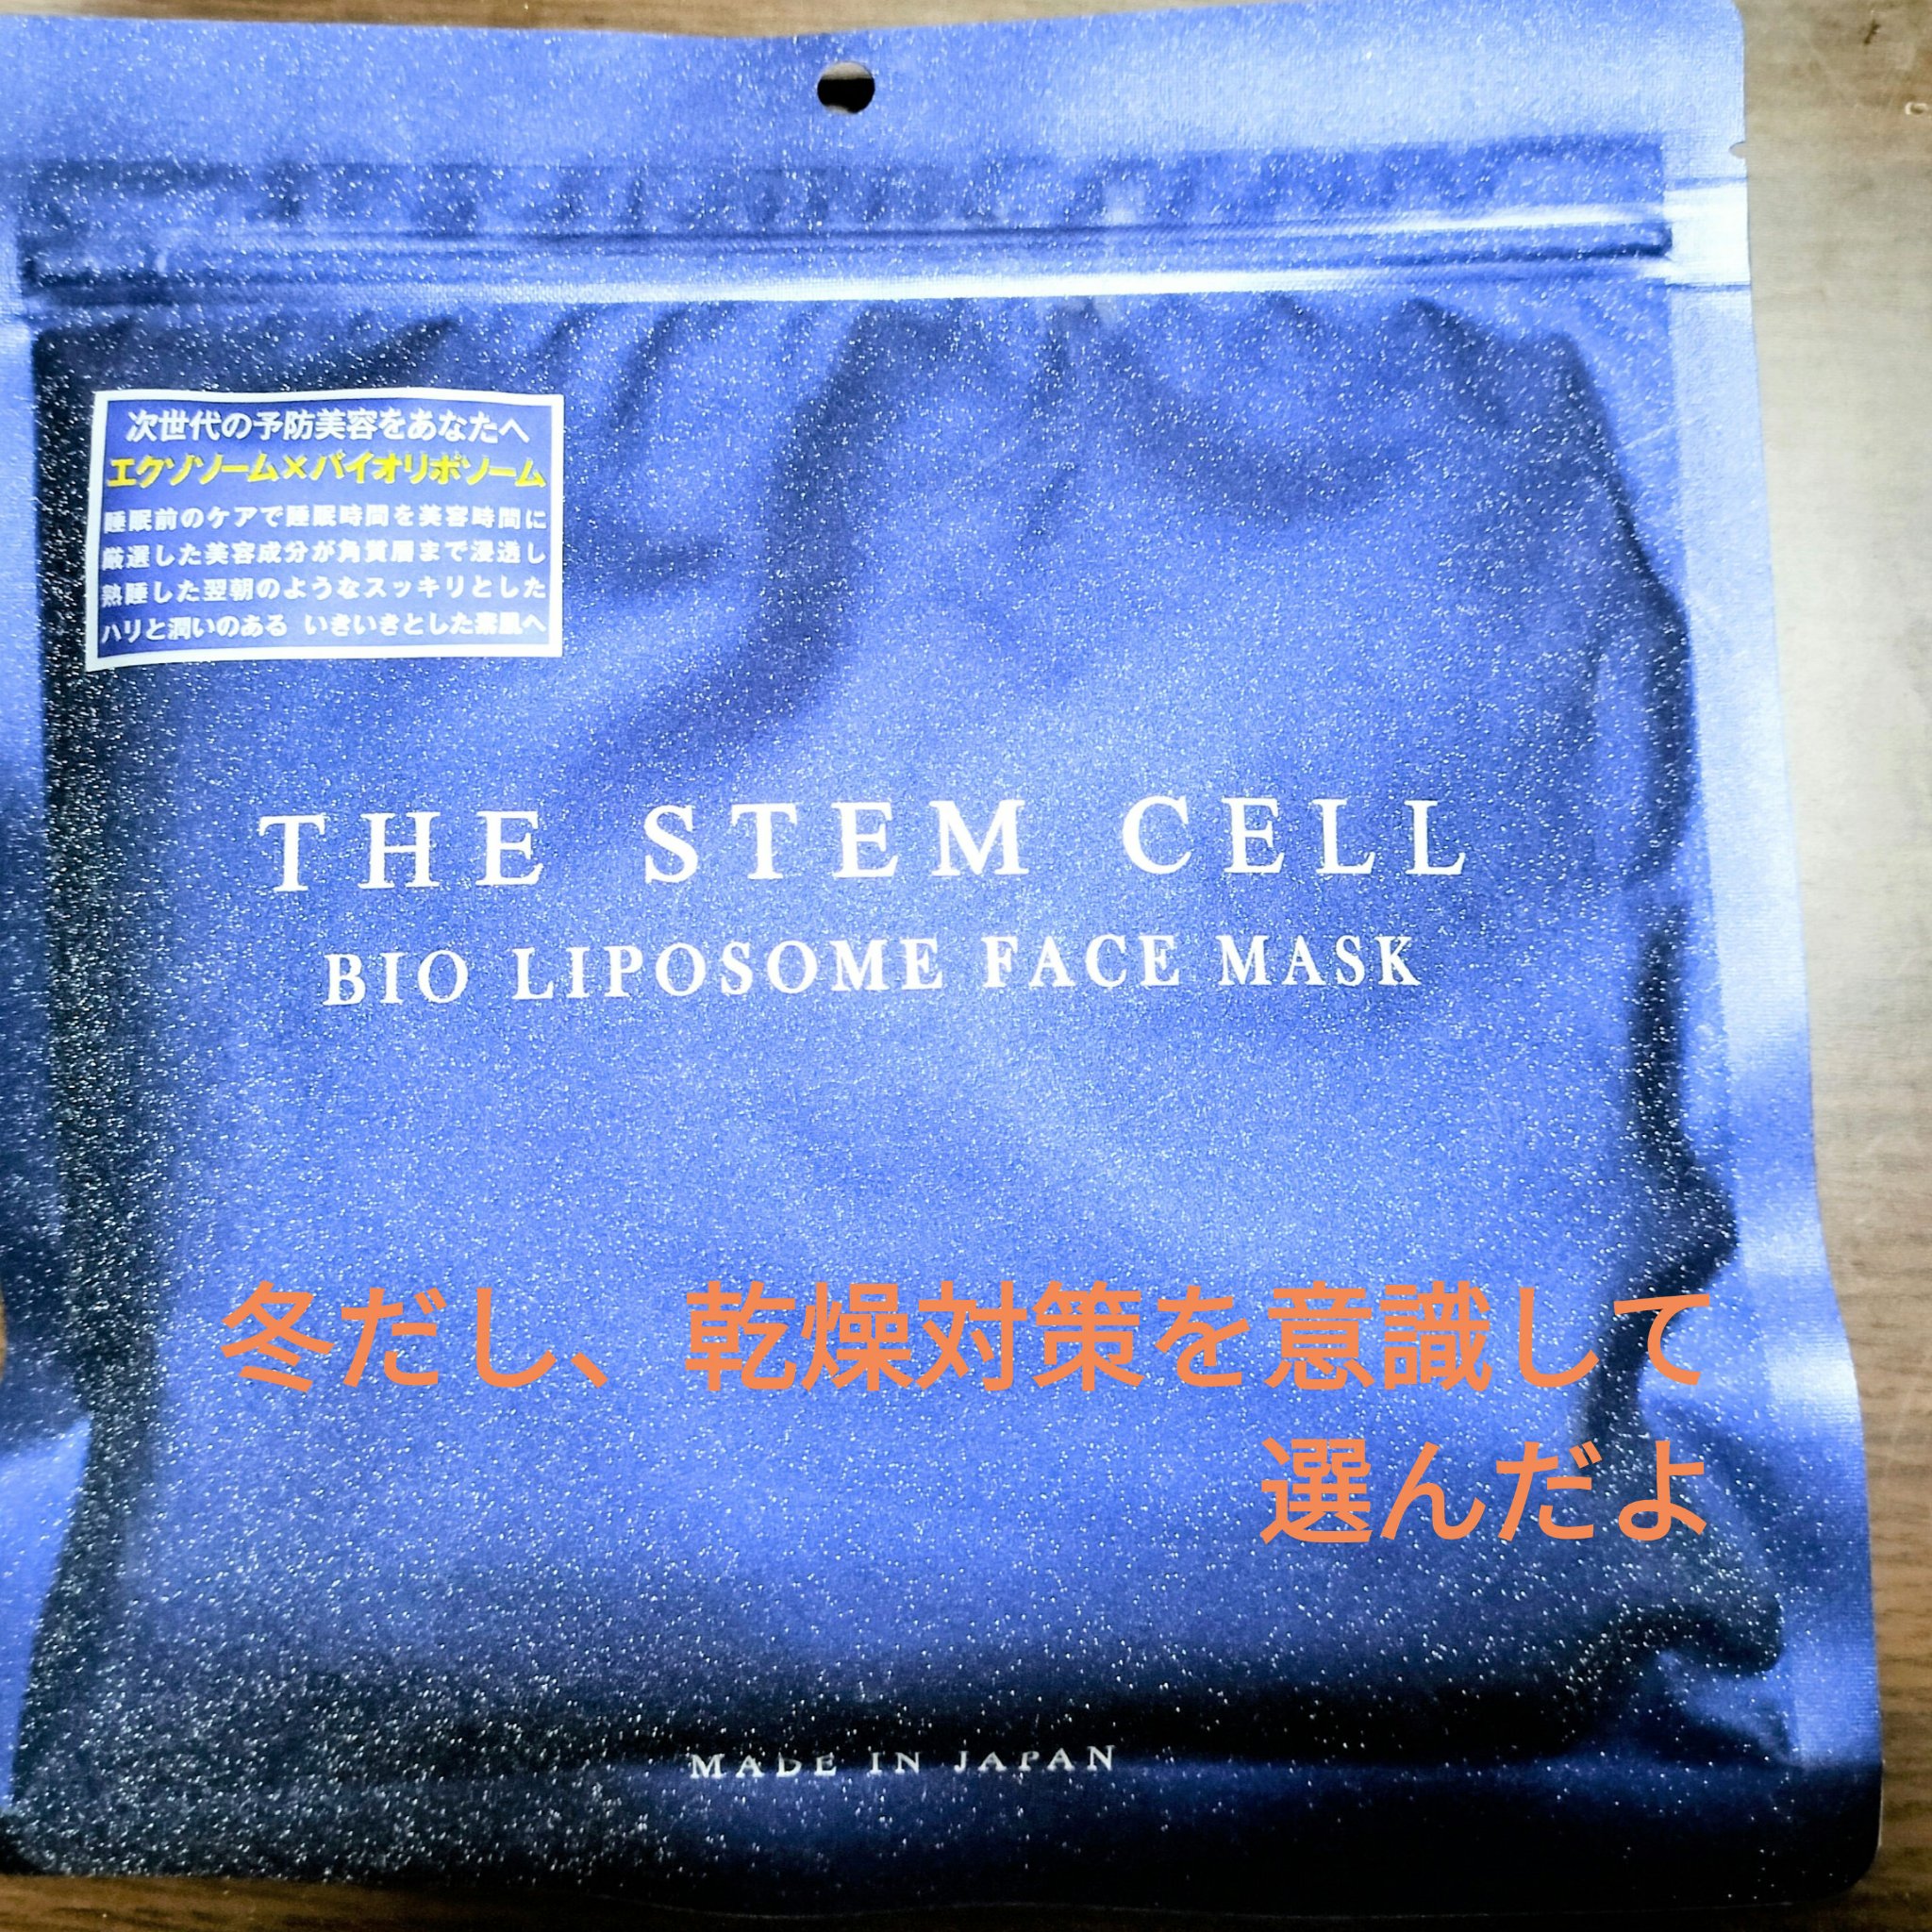 次世代の予防美容をあなたへ
エクソソーム×バイオリポソーム
睡眠前のケアで睡眠時間を美容時間に
厳選した美容成分が角質層まで浸透し
熟睡した翌朝のようなスッキリとした
ハリと潤いのある いきいきとした素肌へ
THE STEM CELL
BIO LIPOSOME FACE MASK
冬だし、乾燥対策を意識して
選んだよ
MADE IN JAPAN